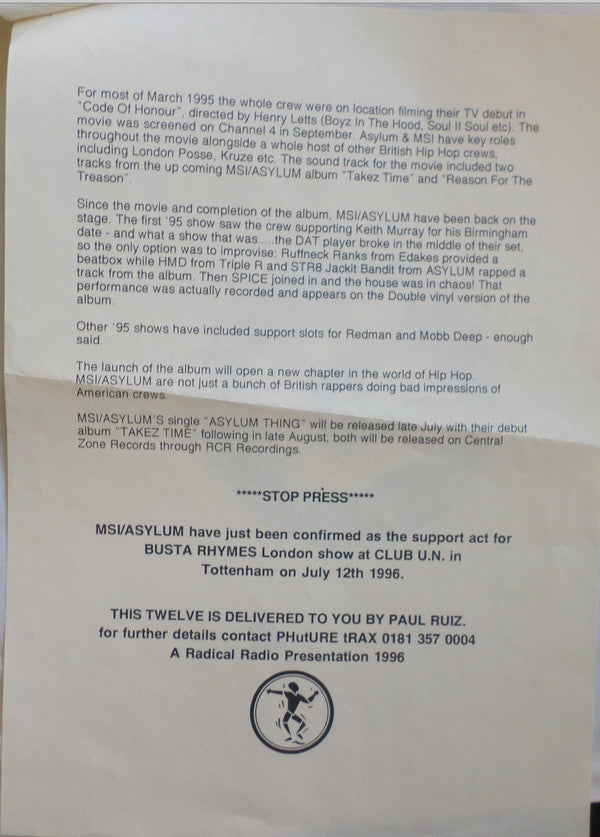 For most of March 1995 the whole crew were on location filming their TV debut in
"Code Of Honour", directed by Henry Letts (Boyz In The Hood, Soul II Soul etc). The
movie was screened on Channel 4 in September. Asylum & MSI have key roles
throughout the movie alongside a whole host of other British Hip Hop crews,
including London Posse, Kruze etc. The sound track for the movie included two
tracks from the up coming MSI/ASYLUM album "Takez Time" and "Reason For The
Treason".
Since the movie and completion of the album, MSI/ASYLUM have been back on the
stage. The first '95 show saw the crew supporting Keith Murray for his Birmingham
date - and what a show that was.....the DAT player broke in the middle of their set,
so the only option was to improvise: Ruffneck Ranks from Edakes provided a
beatbox while HMD from Triple R and STR8 Jackit Bandit from ASYLUM rapped a
track from the album. Then SPICE joined in and the house was in chaos! That
performance was actually recorded and appears on the Double vinyl version of the
album.
Other '95 shows have included support slots for Redman and Mobb Deep - enough
said.
The launch of the album will open a new chapter in the world of Hip Hop.
MSI/ASYLUM are not just a bunch of British rappers doing bad impressions of
American crews
MSI/ASYLUM'S single "ASYLUM THING" will be released late July with their debut
album "TAKEZ TIME" following in late August, both will be released on Central
Zone Records through RCR Recordings.
*****STOP PRESS*****
MSI/ASYLUM have just been confirmed as the support act for
BUSTA RHYMES London show at CLUB U.N. in
Tottenham on July 12th 1996.
THIS TWELVE IS DELIVERED TO YOU BY PAUL RUIZ.
for further details contact PHutURE tRAX 0181 357 0004
A Radical Radio Presentation 1996